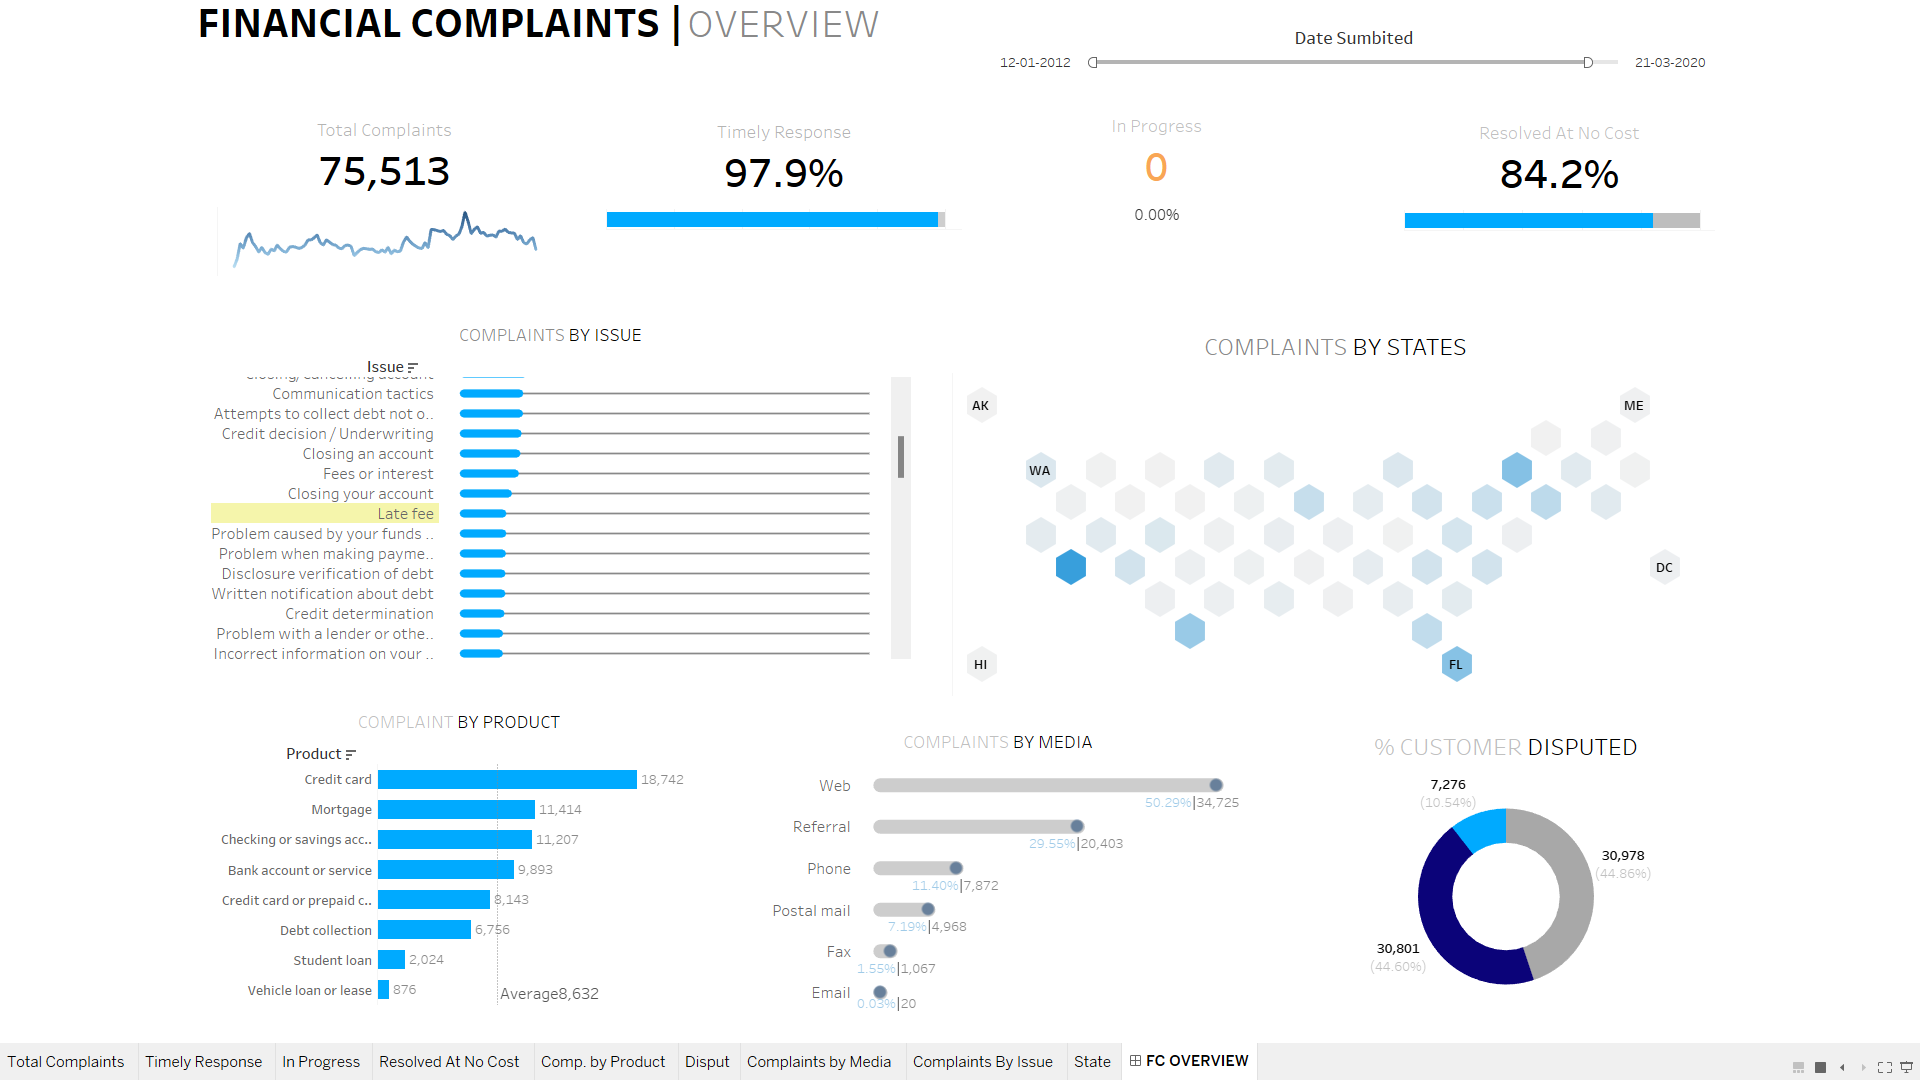 FINANCIAL COMPLAINTS | OVERVIEW
Date Sumbited
12-01-2012
21-03-2020
Total Complaints
75,513
Timely Response
97.9%
In Progress
0
0.00%
Resolved At No Cost
84.2%
COMPLAINTS BY ISSUE
Issue
Closing/Cancelling account
Communication tactics
Attempts to collect debt not o..
Credit decision / Underwriting
Closing an account
Fees or interest
Closing your account
Late fee
Problem caused by your funds ..
Problem when making payme..
Disclosure verification of debt
Written notification about debt
Credit determination
Problem with a lender or othe..
Incorrect information on your ..
COMPLAINTS BY STATES
AK
ME
WA
DC
HI
FL
COMPLAINT BY PRODUCT
Product
Credit card 18,742
Mortgage 11,414
Checking or savings acc.. 11,207
Bank account or service 9,893
Credit card or prepaid c.. 8,143
Debt collection 6,756
Student loan 2,024
Vehicle loan or lease 876
Average8,632
COMPLAINTS BY MEDIA
Web
50.29%|34,725
Referral
29.55%|20,403
Phone
11.40%|7,872
Postal mail
7.19%|4,968
Fax
1.55%|1,067
Email
0.03%|20
% CUSTOMER DISPUTED
7,276
(10.54%)
30,978
(44.86%)
30,801
(44.60%)
Total Complaints Timely Response In Progress Resolved At No Cost Comp. by Product Disput Complaints by Media Complaints By Issue State FC OVERVIEW